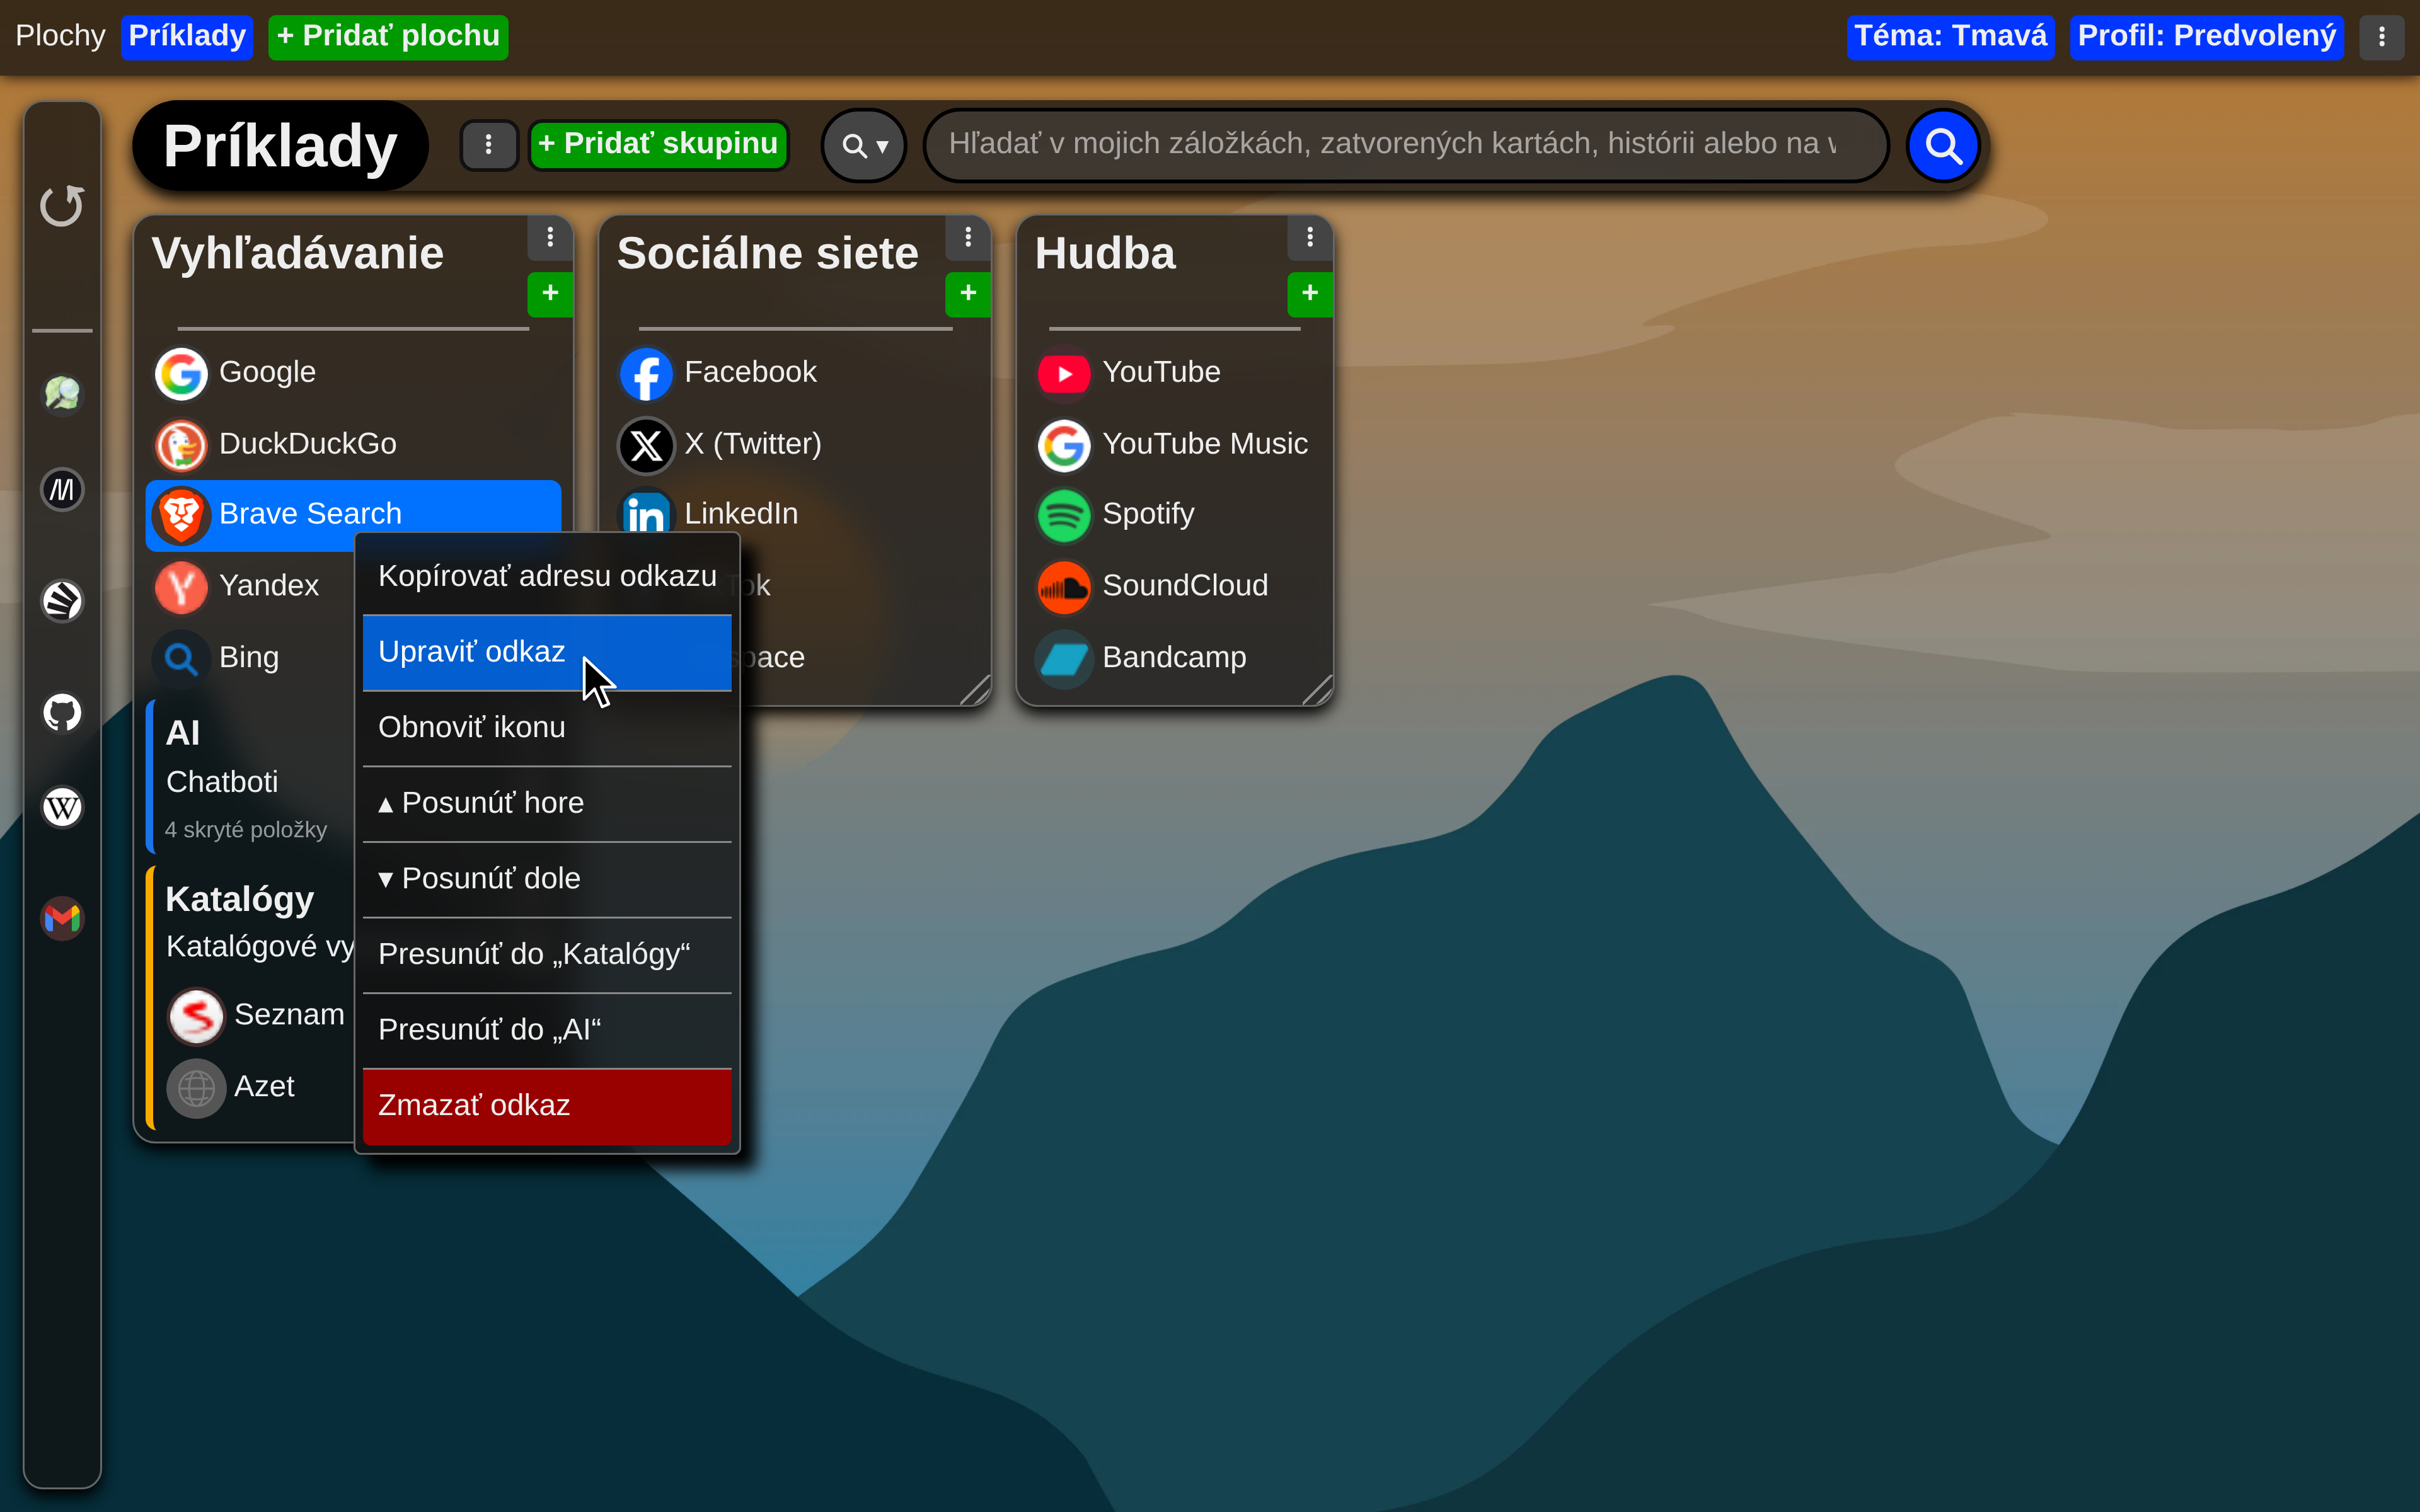 Plochy Príklady + Pridať plochu Téma: Tmavá Profil: Predvolený
Príklady + Pridať skupinu Hľadať v mojich záložkách, zatvorených kartách, histórii alebo na
Vyhľadávanie
Google
DuckDuckGo
Brave Search
Yandex
Bing
AI
Chatboti
4 skryté položky
Katalógy
Katalógové
Seznam
Azet
Kopírovať adresu odkazu
Upraviť odkaz
Obnoviť ikonu
▴ Posunúť hore
▾ Posunúť dole
Presunúť do „Katalógy“
Presunúť do „AI“
Zmazať odkaz
Sociálne siete
Facebook
X (Twitter)
LinkedIn
Hudba
YouTube
YouTube Music
Spotify
SoundCloud
Bandcamp